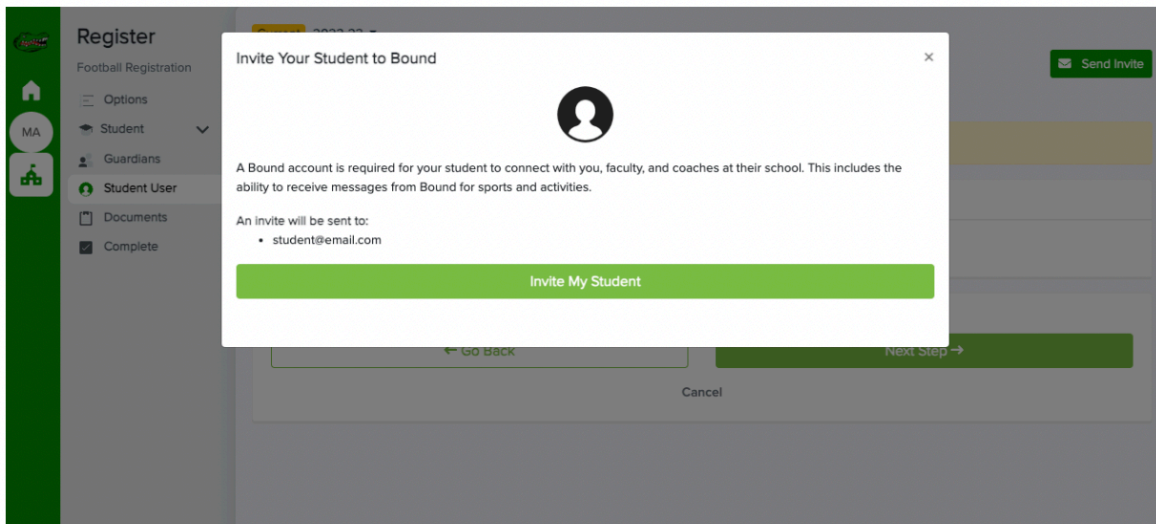 Register
Football Registration
Options
Student
Guardians
Student User
Documents
Complete
MA
Current 2022-23
Send Invite
Invite Your Student to Bound
×
A Bound account is required for your student to connect with you, faculty, and coaches at their school. This includes the
ability to receive messages from Bound for sports and activities.
An invite will be sent to:
• student@email.com
Invite My Student
← Go Back
Next Step →
Cancel